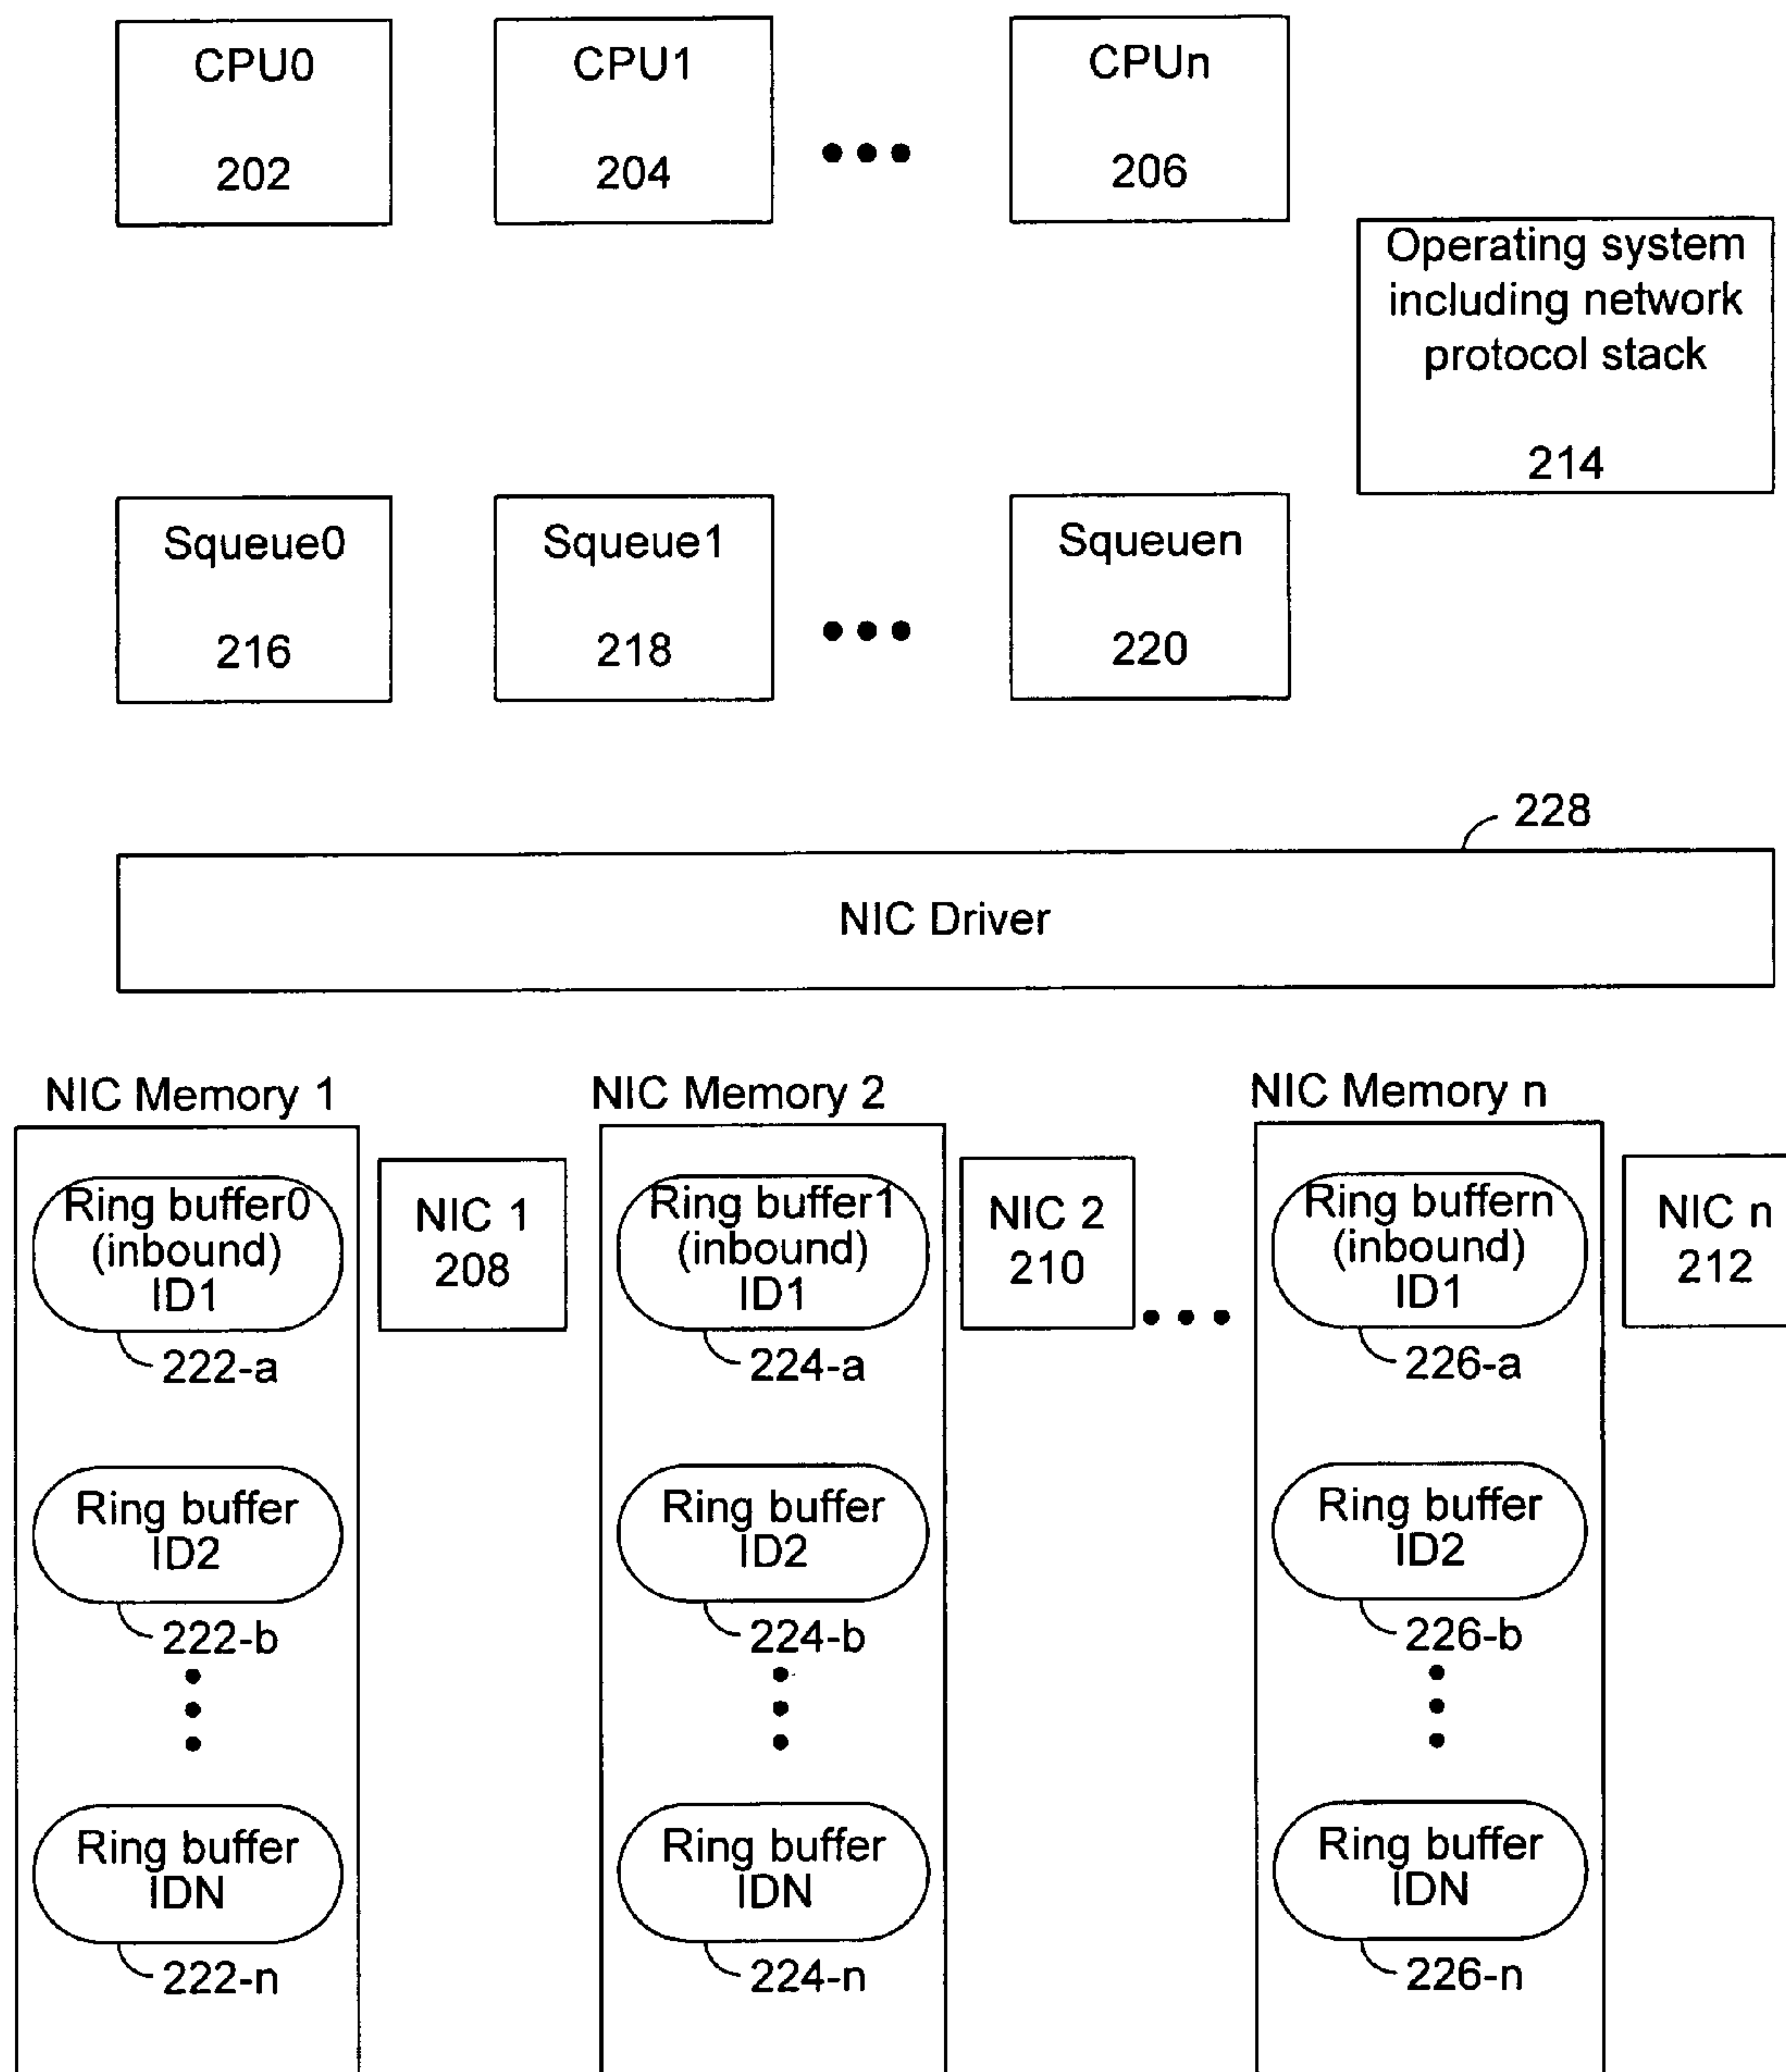 CPU0
202
CPU1
204
CPUn
206
Operating system
including network
protocol stack
214
Squeue0
216
Squeue1
218
Squeuen
220
228
NIC Driver
NIC Memory 1
Ring buffer0
(inbound)
ID1
222-a
Ring buffer
ID2
222-b
Ring buffer
IDN
222-n
NIC 1
208
NIC Memory 2
Ring buffer1
(inbound)
ID1
224-a
Ring buffer
ID2
224-b
Ring buffer
IDN
224-n
NIC 2
210
NIC Memory n
Ring buffern
(inbound)
ID1
226-a
Ring buffer
ID2
226-b
Ring buffer
IDN
226-n
NIC n
212